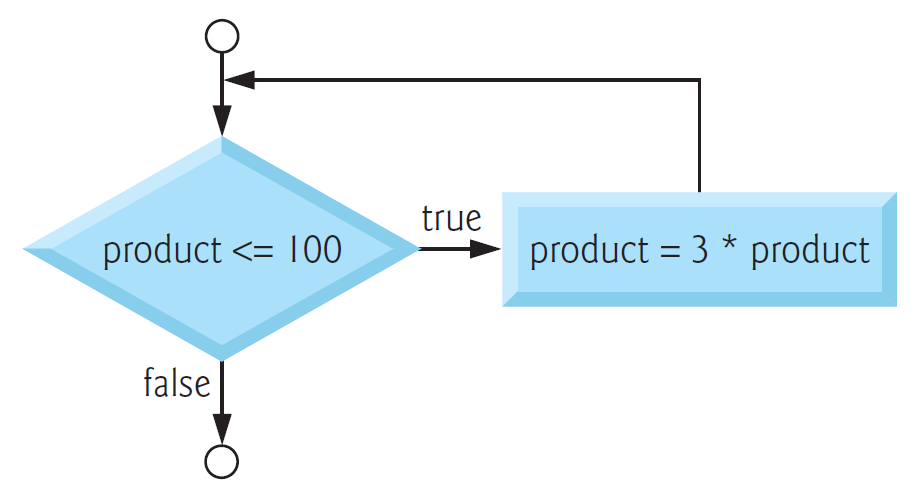 true
product <= 100
product = 3 * product
false